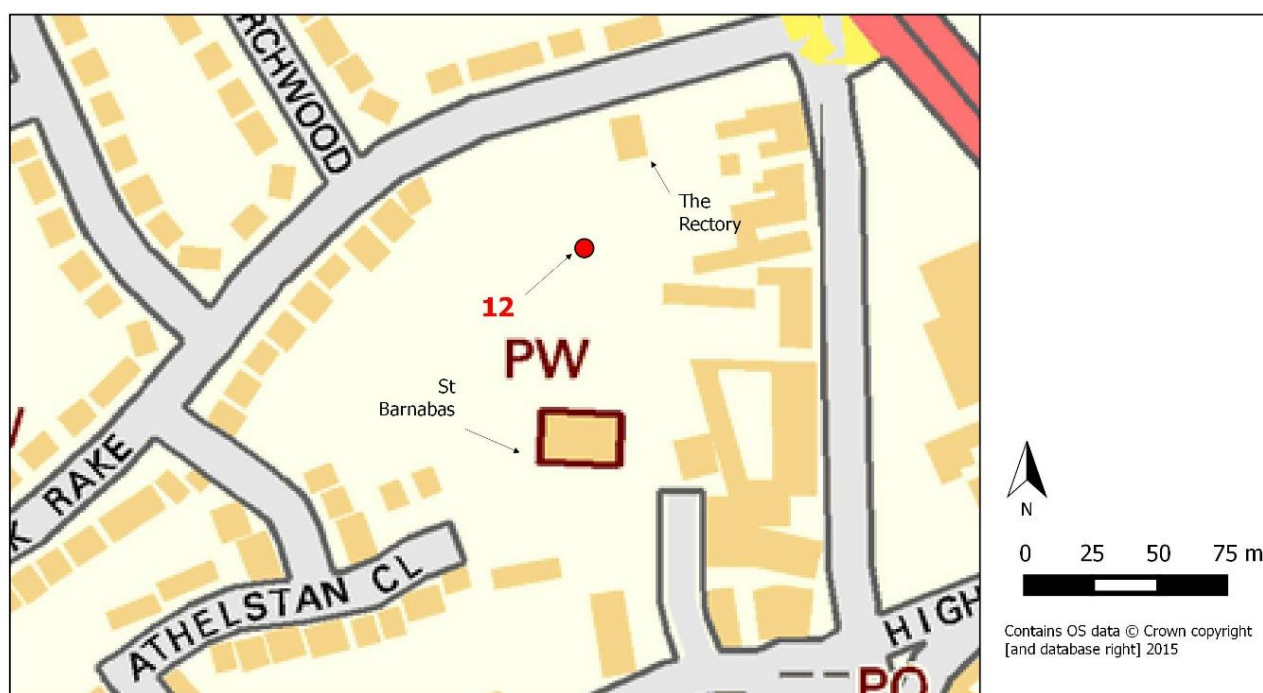 RCHWOOD
The
Rectory
12
PW
St
Barnabas
K RAKE
ATHELSTAN CL
HIGH
PO
N
0 25 50 75 m
Contains OS data © Crown copyright
[and database right] 2015